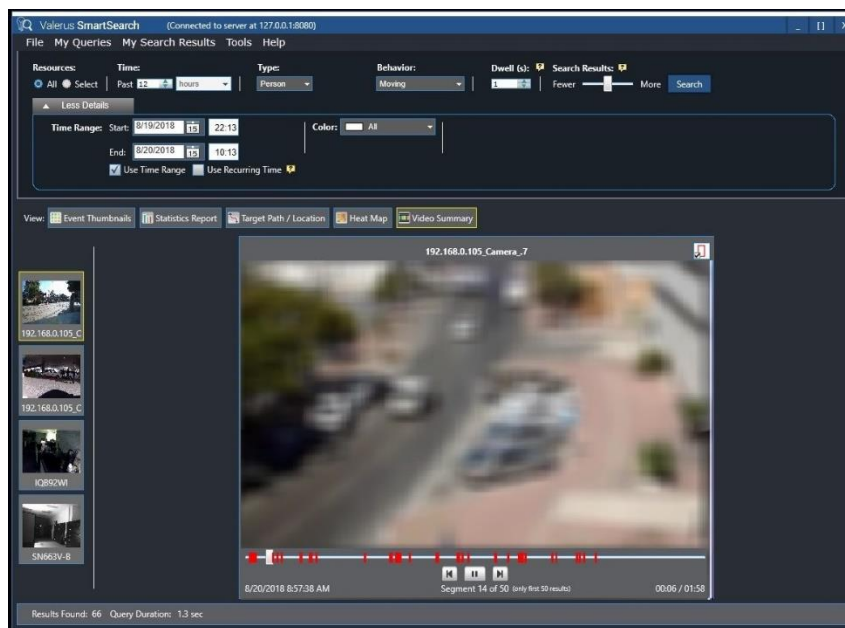 Valerus SmartSearch (Connected to server at 127.0.0.1:8080)
File My Queries My Search Results Tools Help
Resources: Time: Type: Behavior: Dwell (s): Search Results:
All Select Past 12 hours Person Moving 1 Fewer More Search
Less Details
Time Range: Start: 8/19/2018 15 22:13 Color: All
End: 8/20/2018 15 10:13
Use Time Range Use Recurring Time
View: Event Thumbnails Statistics Report Target Path / Location Heat Map Video Summary
192.168.0.105_Camera_.7
192.168.0.105_C
192.168.0.105_C
IQ892WI
SN663V-B
8/20/2018 8:57:38 AM Segment 14 of 50 (only first 50 results) 00:06 / 01:58
Results Found: 66 Query Duration: 1.3 sec